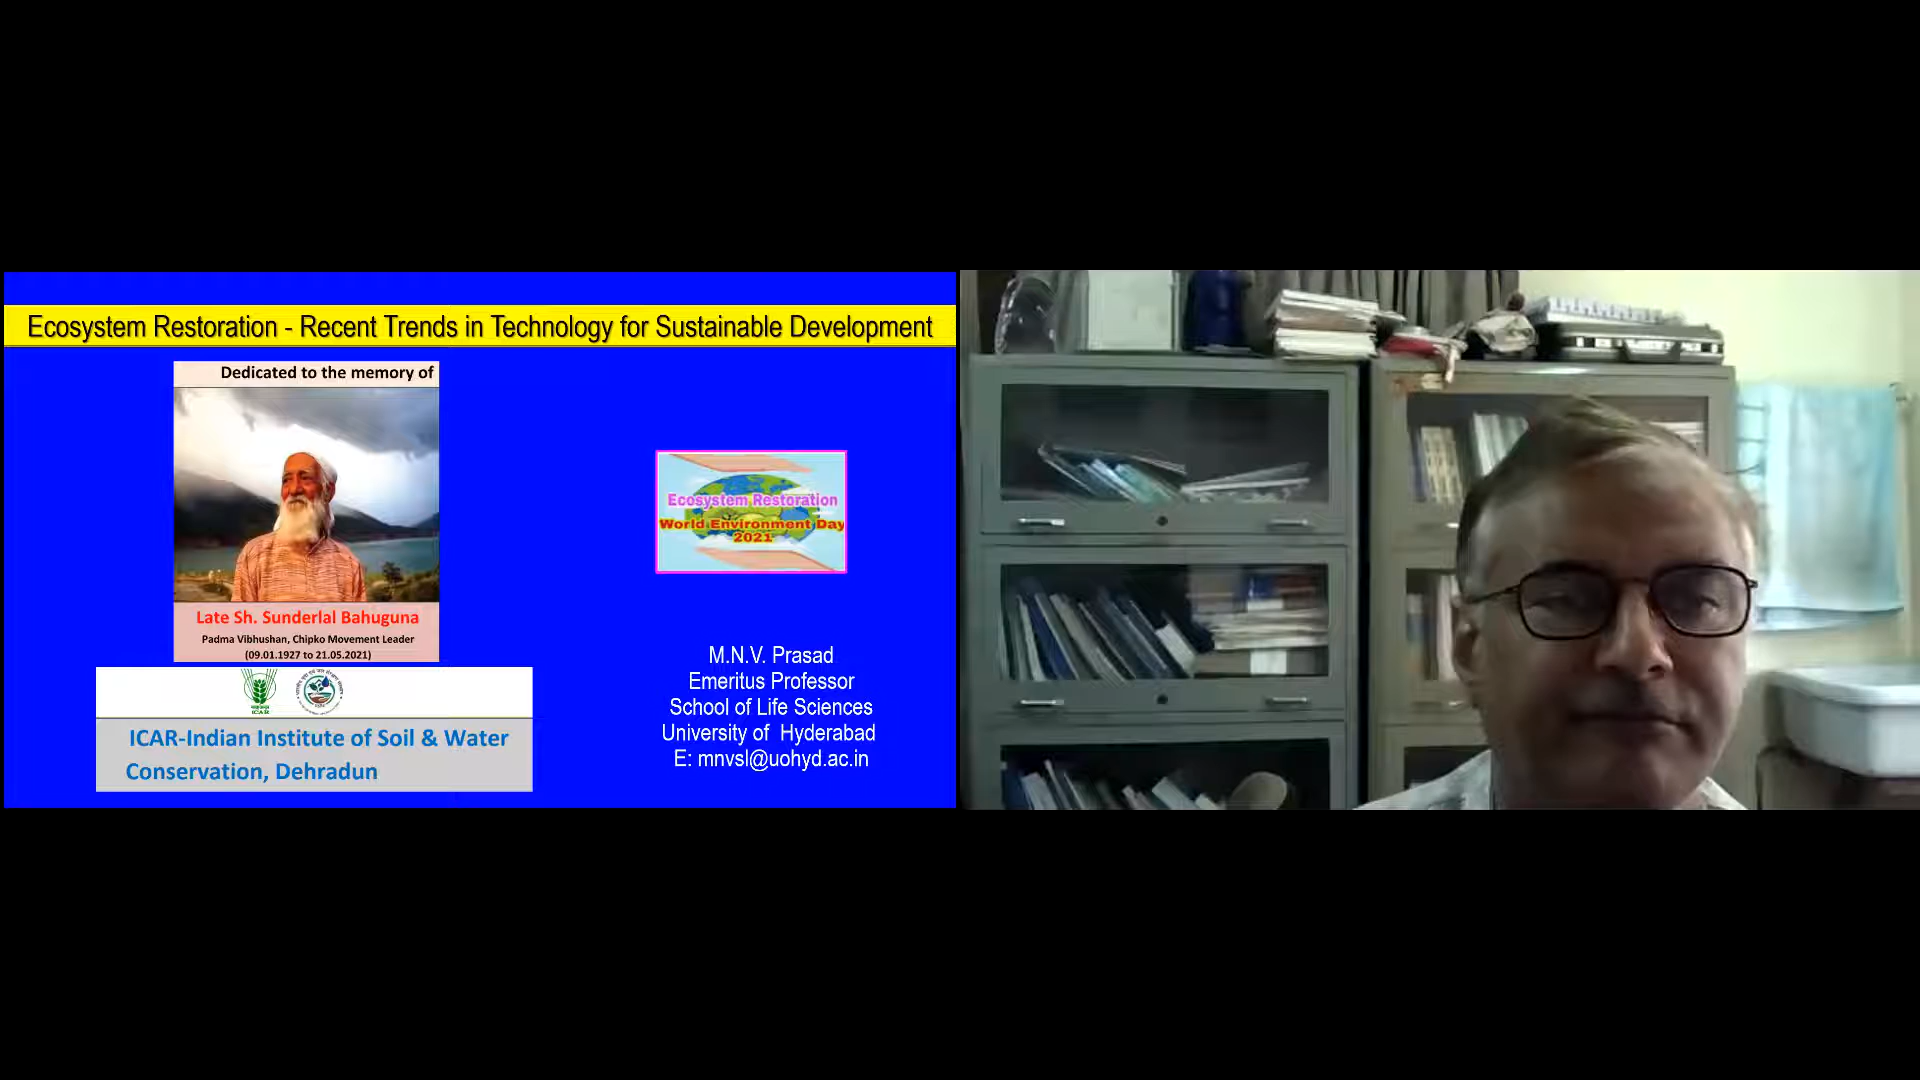 Ecosystem Restoration - Recent Trends in Technology for Sustainable Development
Dedicated to the memory of
Late Sh. Sunderlal Bahuguna
Padma Vibhushan, Chipko Movement Leader
(09.01.1927 to 21.05.2021)
ICAR
ICAR-Indian Institute of Soil & Water
Conservation, Dehradun
Ecosystem Restoration
World Environment Day
2021
M.N.V. Prasad
Emeritus Professor
School of Life Sciences
University of Hyderabad
E: mnvsl@uohyd.ac.in